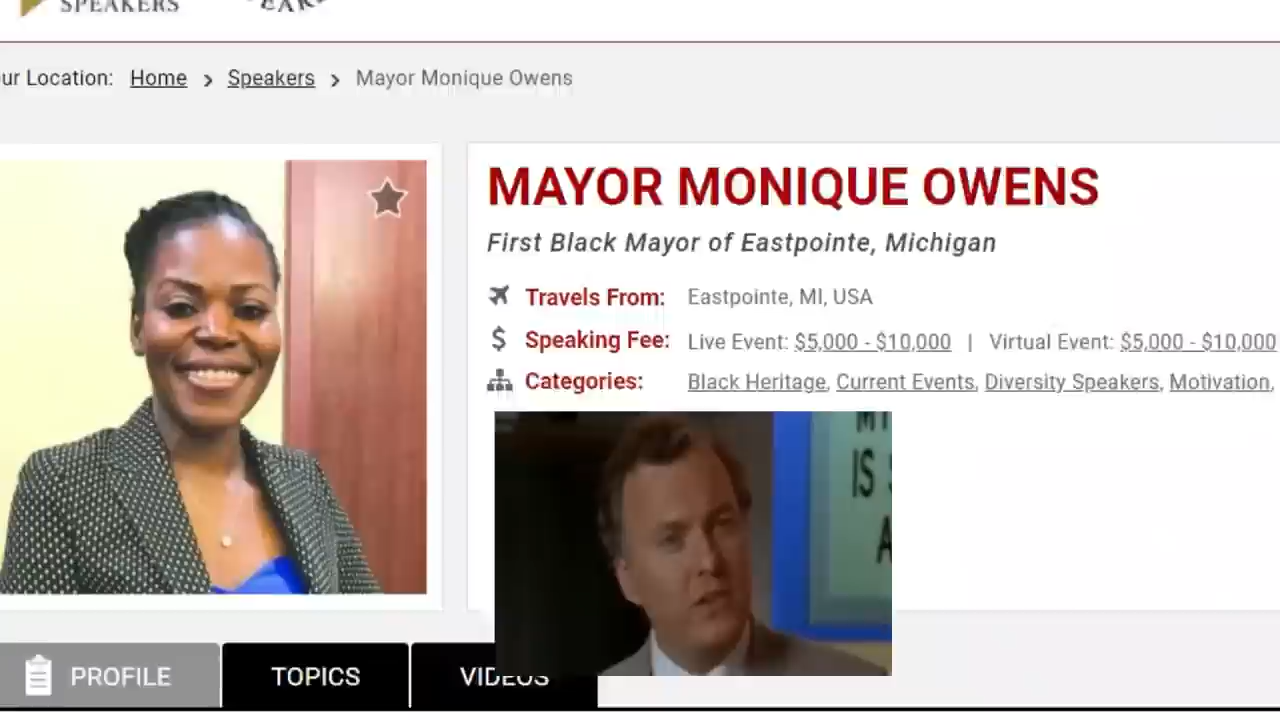 SPEAKERS
ur Location: Home > Speakers > Mayor Monique Owens
MAYOR MONIQUE OWENS
First Black Mayor of Eastpointe, Michigan
Travels From: Eastpointe, MI, USA
$ Speaking Fee: Live Event: $5,000 - $10,000 | Virtual Event: $5,000 - $10,000
Categories: Black Heritage, Current Events, Diversity Speakers, Motivation,
IS
A
PROFILE
TOPICS
VIDEOS